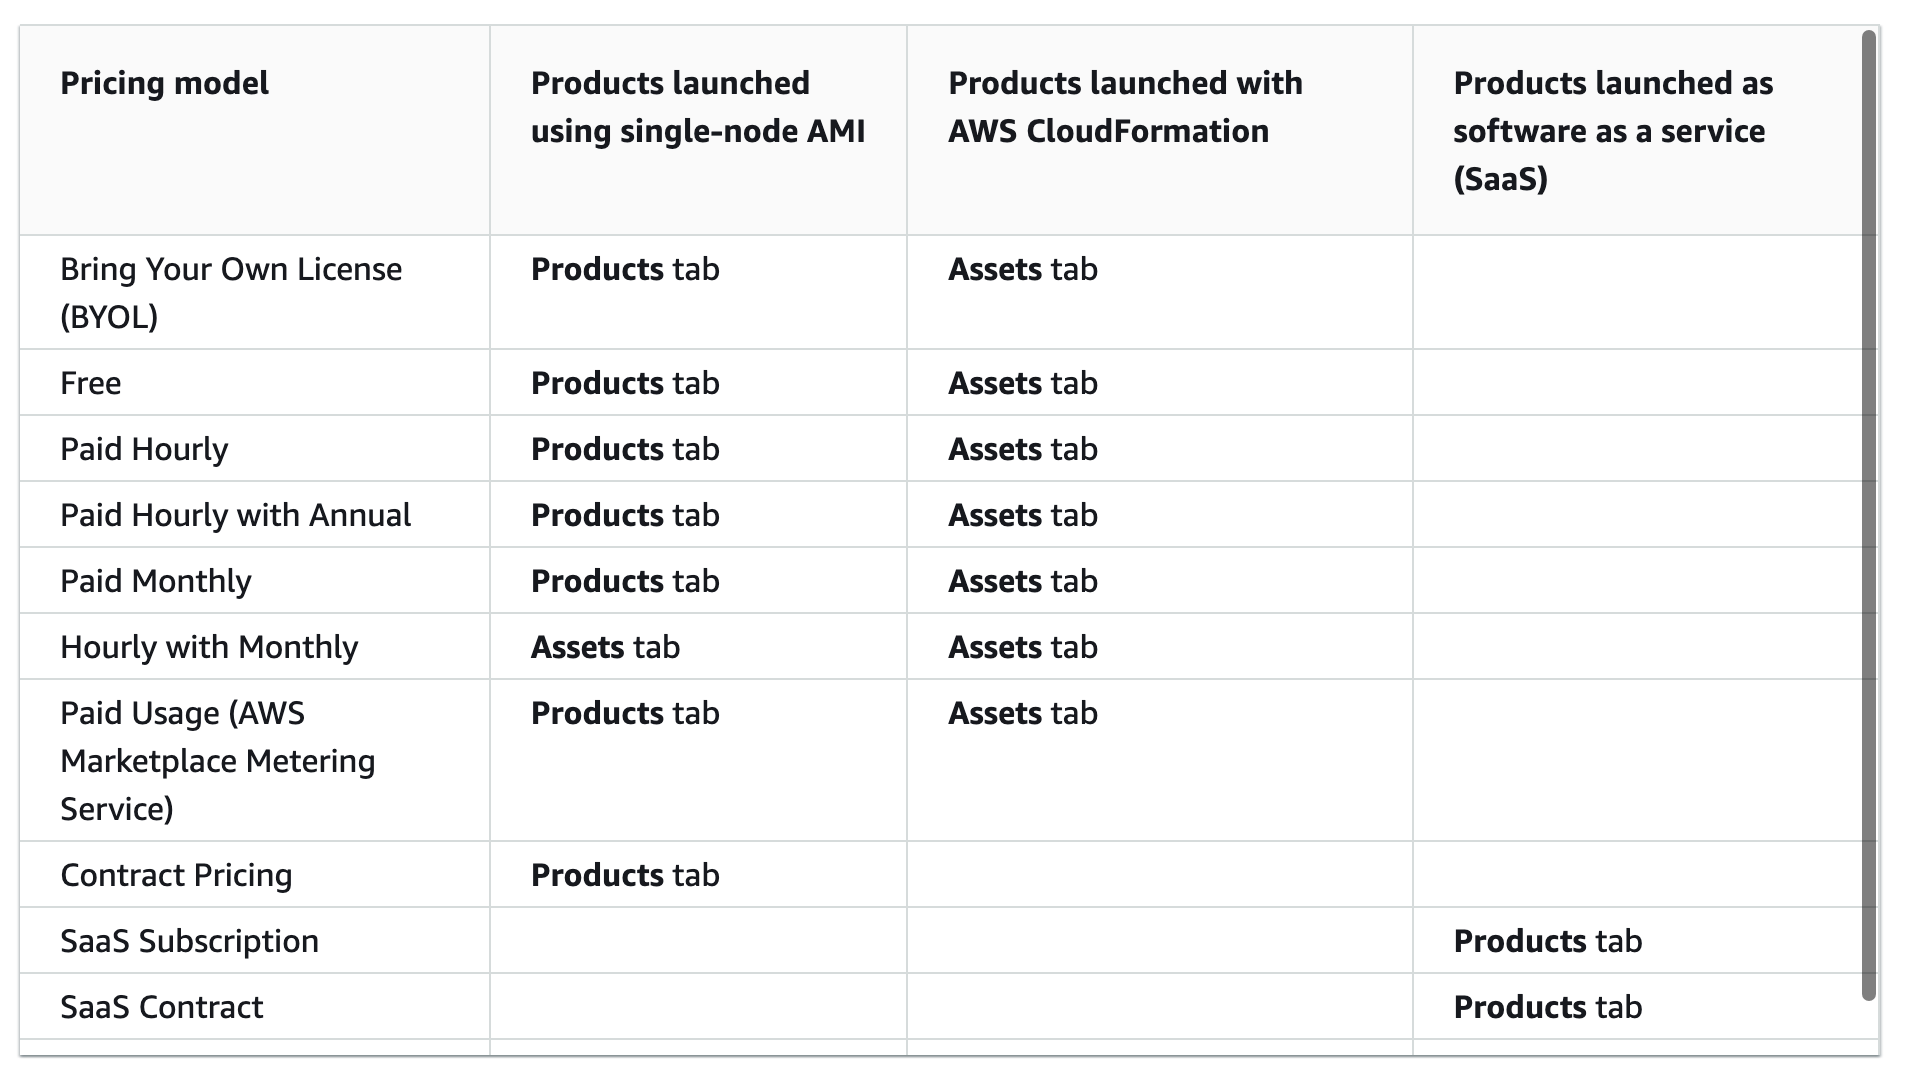 Pricing model
Products launched
using single-node AMI
Products launched with
AWS CloudFormation
Products launched as
software as a service
(SaaS)
Bring Your Own License
(BYOL)
Products tab
Assets tab
Free
Products tab
Assets tab
Paid Hourly
Products tab
Assets tab
Paid Hourly with Annual
Products tab
Assets tab
Paid Monthly
Products tab
Assets tab
Hourly with Monthly
Assets tab
Assets tab
Paid Usage (AWS
Marketplace Metering
Service)
Products tab
Assets tab
Contract Pricing
Products tab
SaaS Subscription
Products tab
SaaS Contract
Products tab